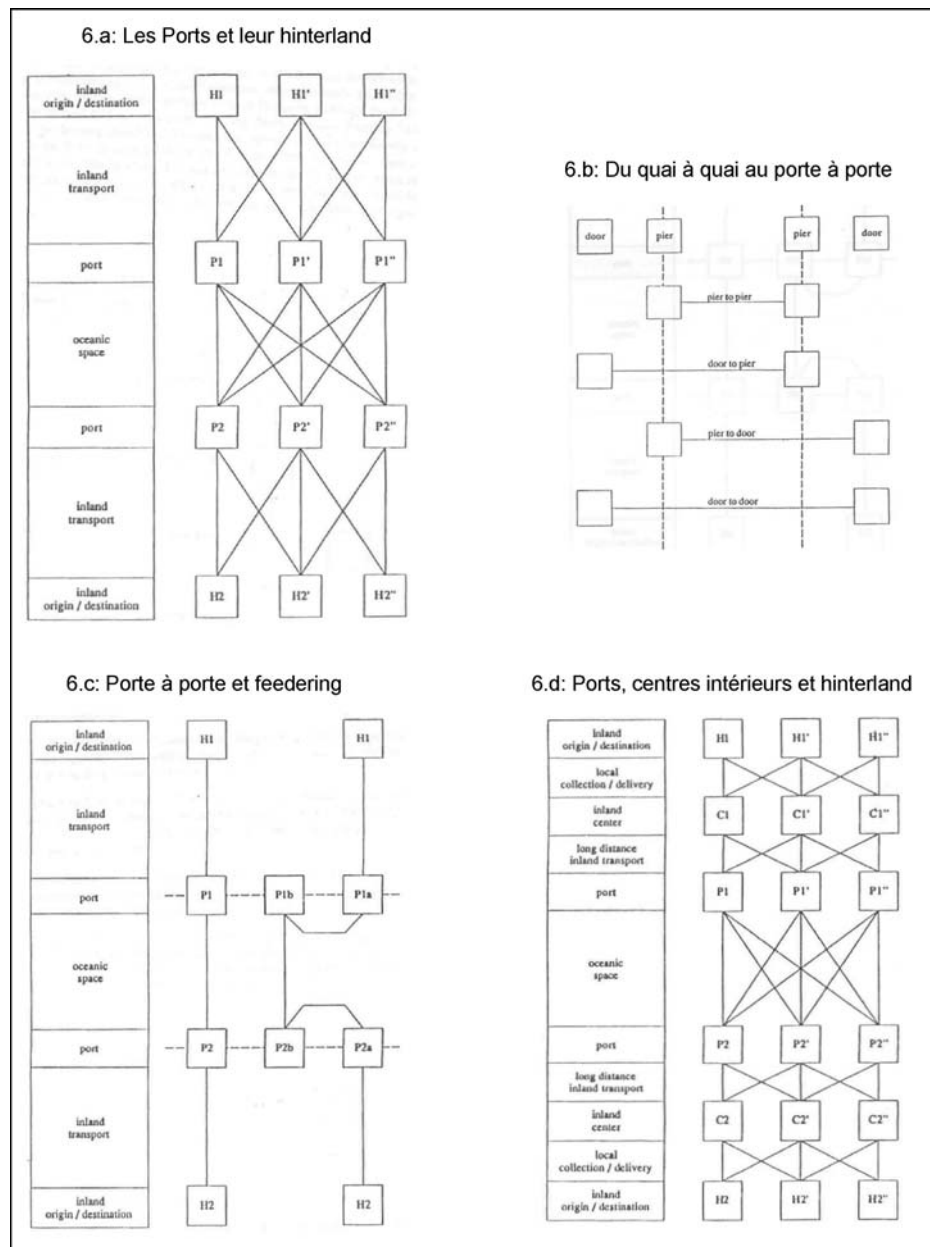 6.a: Les Ports et leur hinterland
inland
origin / destination
H1 H1' H1"
inland
transport
port
P1 P1' P1"
oceanic
space
port
P2 P2' P2"
inland
transport
inland
origin / destination
H2 H2' H2"
6.b: Du quai à quai au porte à porte
door pier pier door
pier to pier
door to pier
pier to door
door to door
6.c: Porte à porte et feedering
inland
origin / destination
H1 H1
inland
transport
port
P1 P1b P1a
oceanic
space
port
P2 P2b P2a
inland
transport
inland
origin / destination
H2 H2
6.d: Ports, centres intérieurs et hinterland
inland
origin / destination
H1 H1' H1"
local
collection / delivery
inland
center
C1 C1' C1"
long distance
inland transport
port
P1 P1' P1"
oceanic
space
port
P2 P2' P2"
long distance
inland transport
inland
center
C2 C2' C2"
local
collection / delivery
inland
origin / destination
H2 H2' H2"